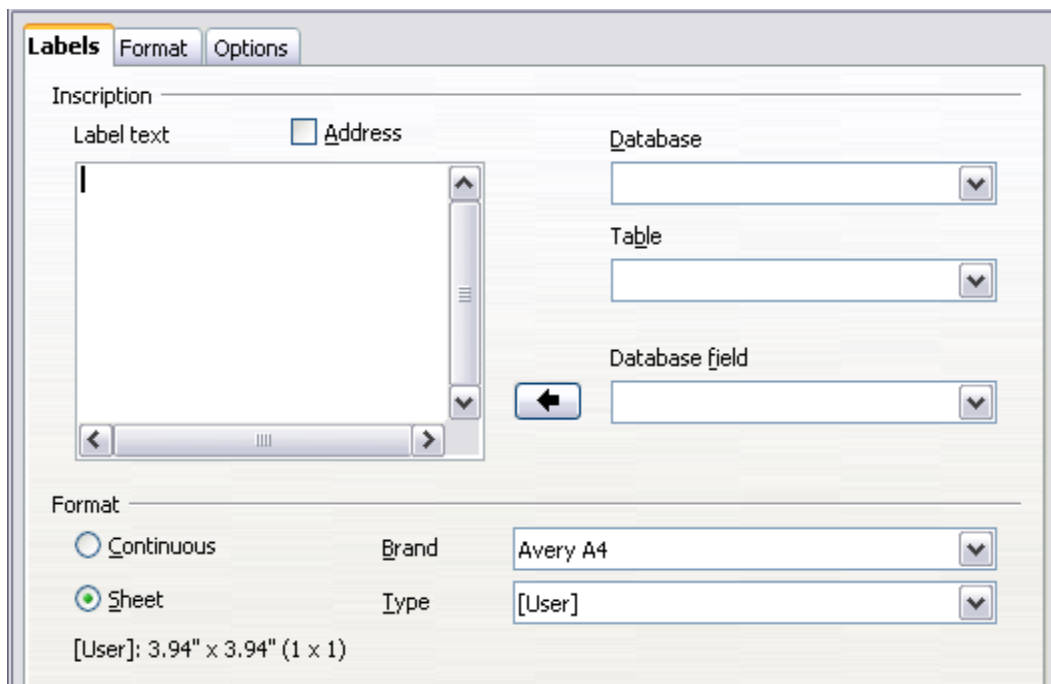 Labels Format Options
Inscription
Label text Address
Database
Table
Database field
Format
Continuous Brand Avery A4
Sheet Type [User]
[User]: 3.94" x 3.94" (1 x 1)